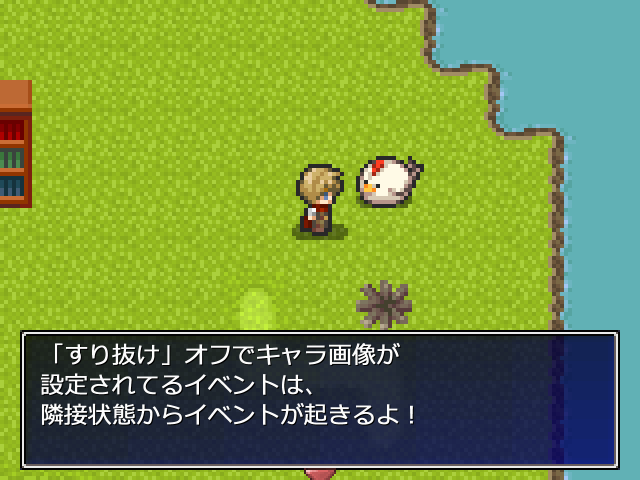 「すり抜け」オフでキャラ画像が
設定されてるイベントは、
隣接状態からイベントが起きるよ！